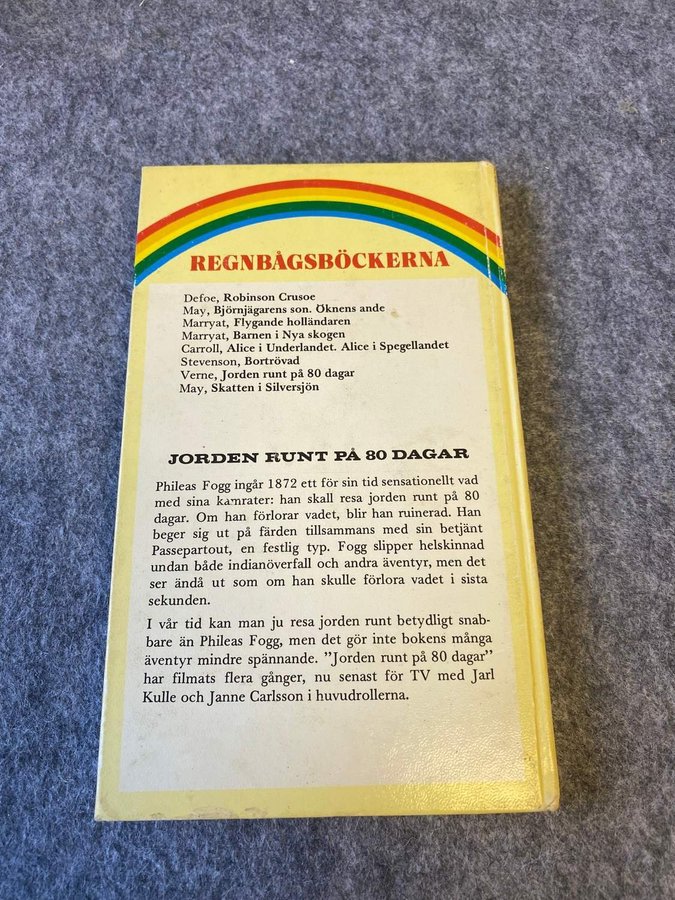 REGNBÅGSBÖCKERNA
Defoe, Robinson Crusoe
May, Björnjägarens son. Öknens ande
Marryat, Flygande holländaren
Marryat, Barnen i Nya skogen
Carroll, Alice i Underlandet. Alice i Spegellandet
Stevenson, Bortrövad
Verne, Jorden runt på 80 dagar
May, Skatten i Silversjön
JORDEN RUNT PÅ 80 DAGAR
Phileas Fogg ingår 1872 ett för sin tid sensationellt vad
med sina kamrater: han skall resa jorden runt på 80
dagar. Om han förlorar vadet, blir han ruinerad. Han
beger sig ut på färden tillsammans med sin betjänt
Passepartout, en festlig typ. Fogg slipper helskinnad
undan både indianöverfall och andra äventyr, men det
ser ändå ut som om han skulle förlora vadet i sista
sekunden.
I vår tid kan man ju resa jorden runt betydligt snab-
bare än Phileas Fogg, men det gör inte bokens många
äventyr mindre spännande. ”Jorden runt på 80 dagar”
har filmats flera gånger, nu senast för TV med Jarl
Kulle och Janne Carlsson i huvudrollerna.